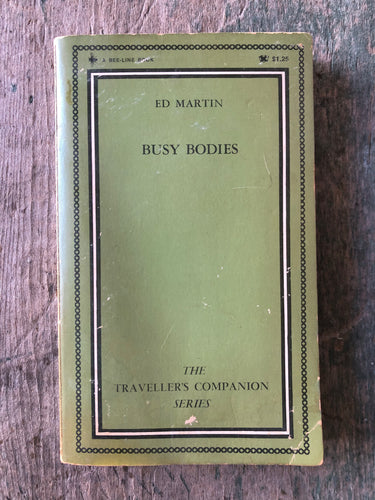 A BEE-LINE BOOK
$1.25
ED MARTIN
BUSY BODIES
THE
TRAVELLER'S COMPANION
SERIES